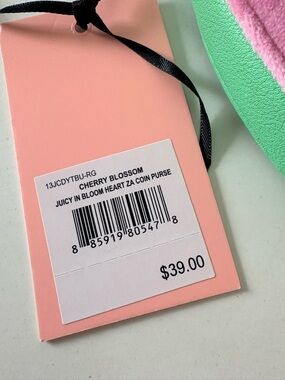 13JCDYTBU-RG
CHERRY BLOSSOM
JUICY IN BLOOM HEART ZA COIN PURSE
8 85919 80547 8
$39.00